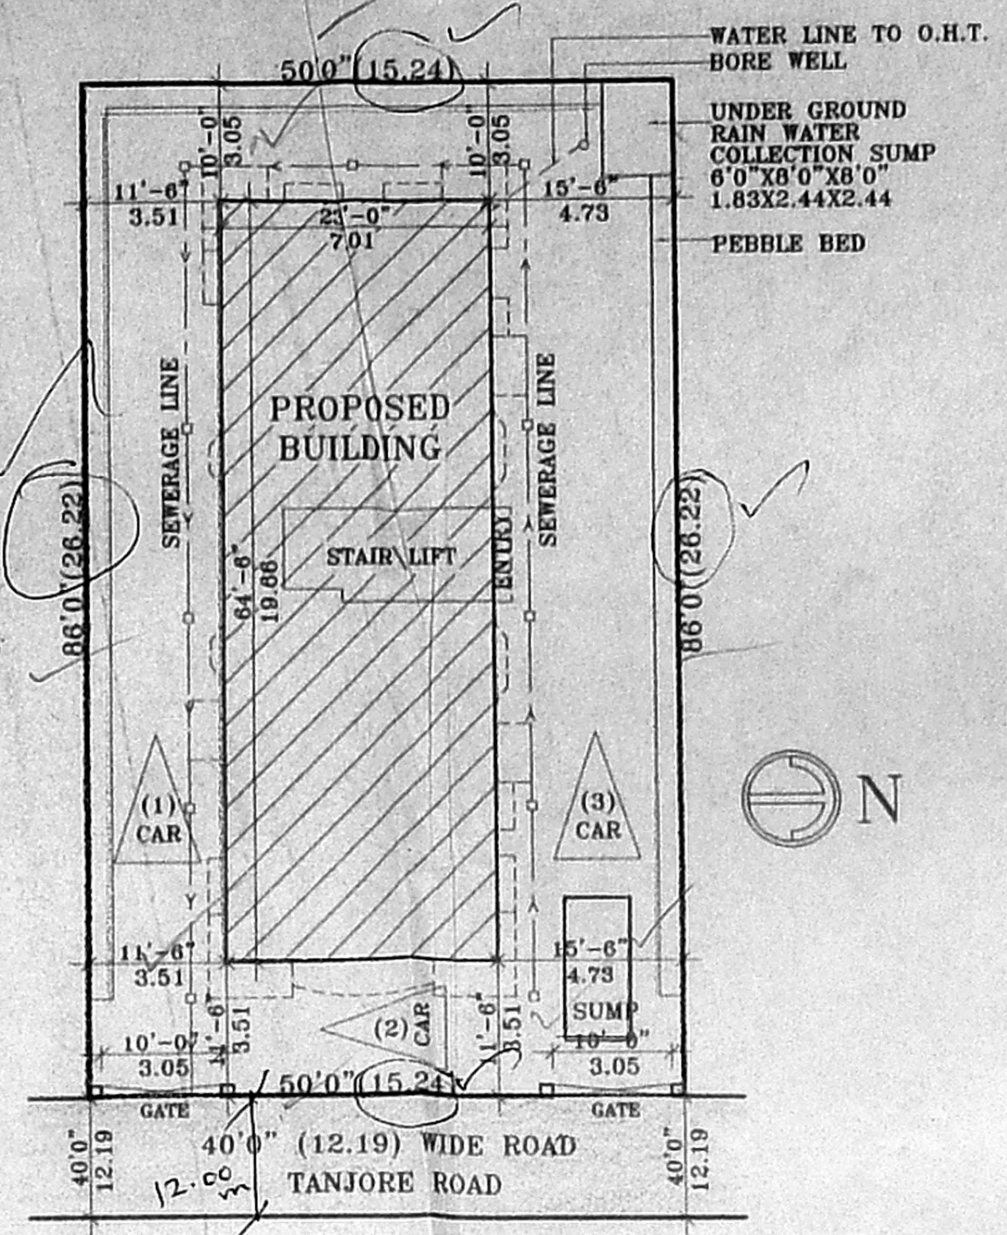 WATER LINE TO O.H.T.
BORE WELL
50'0"(15.24)
UNDER GROUND
RAIN WATER
COLLECTION SUMP
6'0"X8'0"X8'0"
1.83X2.44X2.44
PEBBLE BED
10'-0"
3.05
10'-0"
3.05
11'-6"
3.51
15'-6"
4.73
23'-0"
7.01
SEWERAGE LINE
PROPOSED
BUILDING
SEWERAGE LINE
86'0"(26.22)
86'0"(26.22)
STAIR LIFT
ENTRY
64'-6"
19.66
(1)
CAR
(3)
CAR
N
11'-6"
3.51
15'-6"
4.73
SUMP
11'-6"
3.51
(2)
CAR
11'-6"
3.51
10'-0"
3.05
10'-0"
3.05
50'0"(15.24)
GATE
GATE
40'0" (12.19) WIDE ROAD
TANJORE ROAD
40'0"
12.19
40'0"
12.19
12.00
m